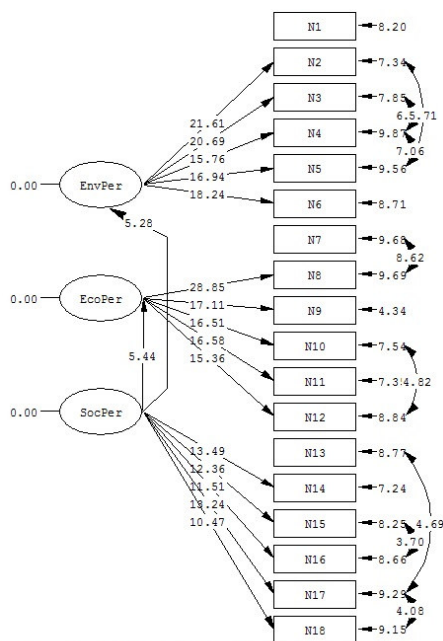 N1 8.20
N2 7.34
21.61
N3 7.85
20.69
6.5.71
15.76 N4 9.87
7.06
16.94 N5 9.56
0.00 EnvPer
18.24
N6 8.71
5.28
N7 9.68
8.62
28.85 N8 9.69
0.00 EcoPer
17.11 N9 4.34
16.51
16.58 N10 7.54
5.44 15.36
N11 7.3 4.82
0.00 SocPer N12 8.84
13.49 N13 8.77
12.36 N14 7.24
11.51
13.24 N15 8.25 4.69
3.70
10.47 N16 8.66
N17 9.29
4.08
N18 9.15